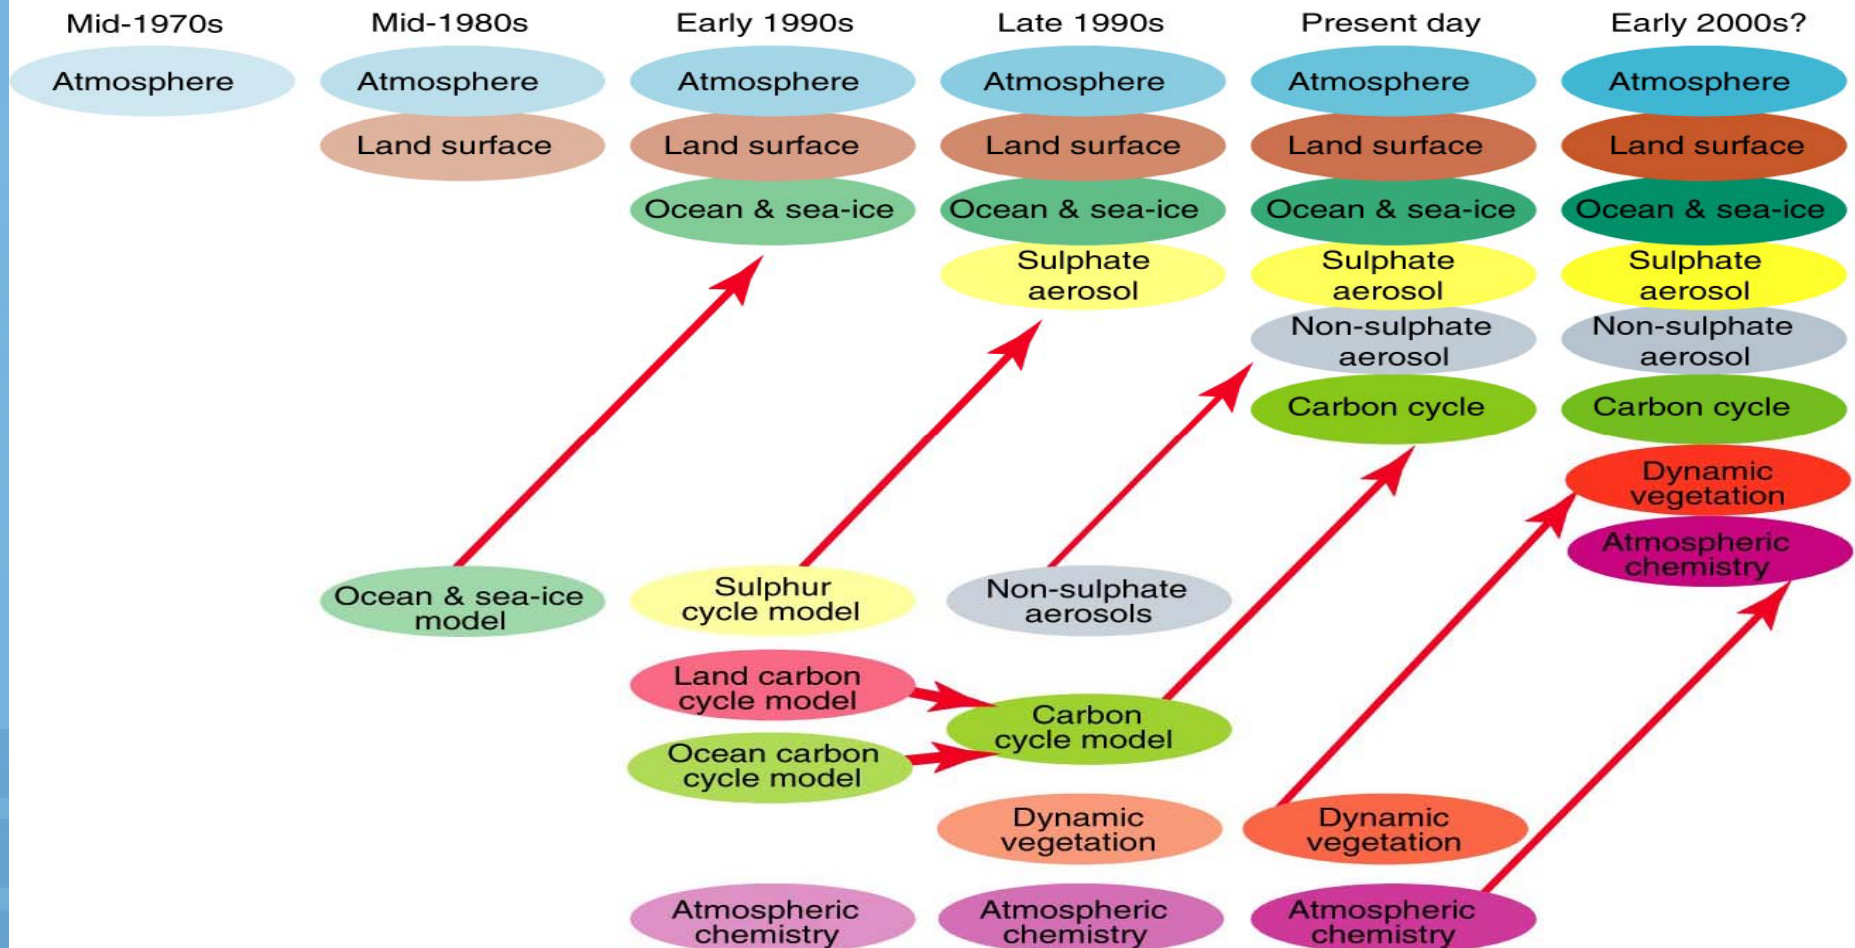 Mid-1970s
Mid-1980s
Early 1990s
Late 1990s
Present day
Early 2000s?
Atmosphere
Atmosphere
Atmosphere
Atmosphere
Atmosphere
Atmosphere
Land surface
Land surface
Land surface
Land surface
Land surface
Ocean & sea-ice
Ocean & sea-ice
Ocean & sea-ice
Ocean & sea-ice
Sulphate
aerosol
Sulphate
aerosol
Sulphate
aerosol
Non-sulphate
aerosol
Non-sulphate
aerosol
Carbon cycle
Carbon cycle
Dynamic
vegetation
Atmospheric
chemistry
Ocean & sea-ice
model
Sulphur
cycle model
Non-sulphate
aerosols
Land carbon
cycle model
Carbon
cycle model
Ocean carbon
cycle model
Dynamic
vegetation
Dynamic
vegetation
Atmospheric
chemistry
Atmospheric
chemistry
Atmospheric
chemistry